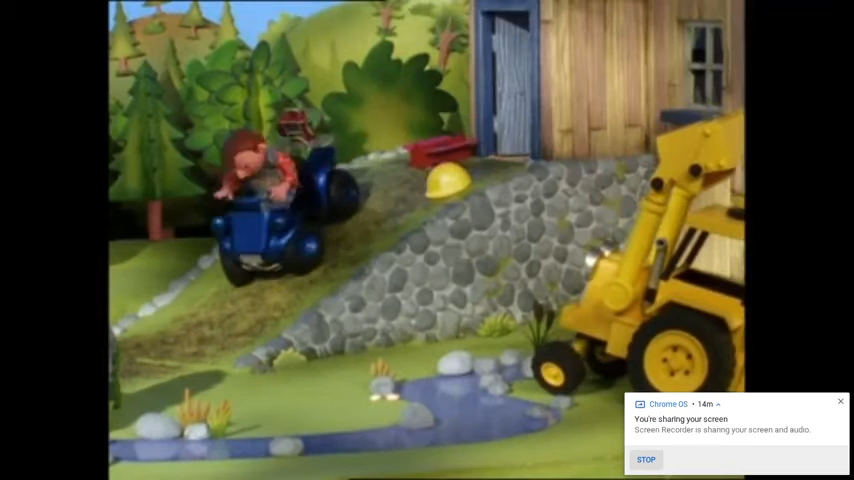 Chrome OS • 14m
You're sharing your screen
Screen Recorder is sharing your screen and audio.
STOP